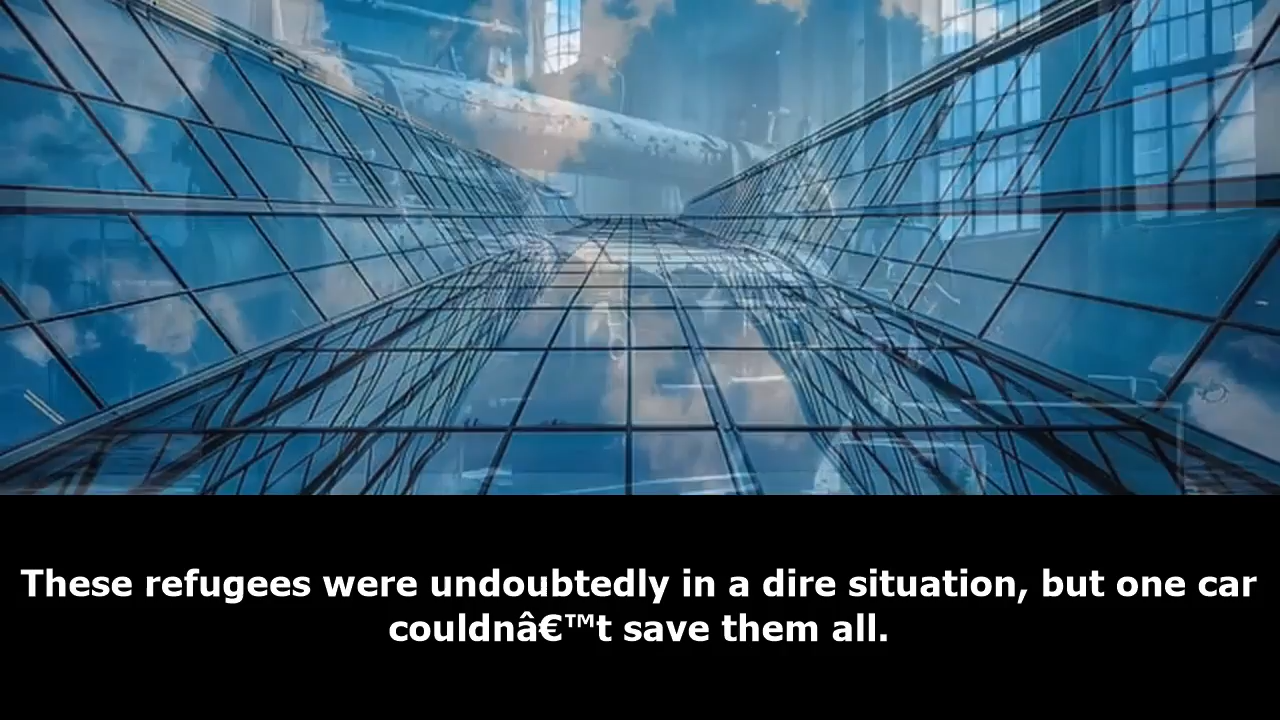 These refugees were undoubtedly in a dire situation, but one car
couldnâ€™t save them all.